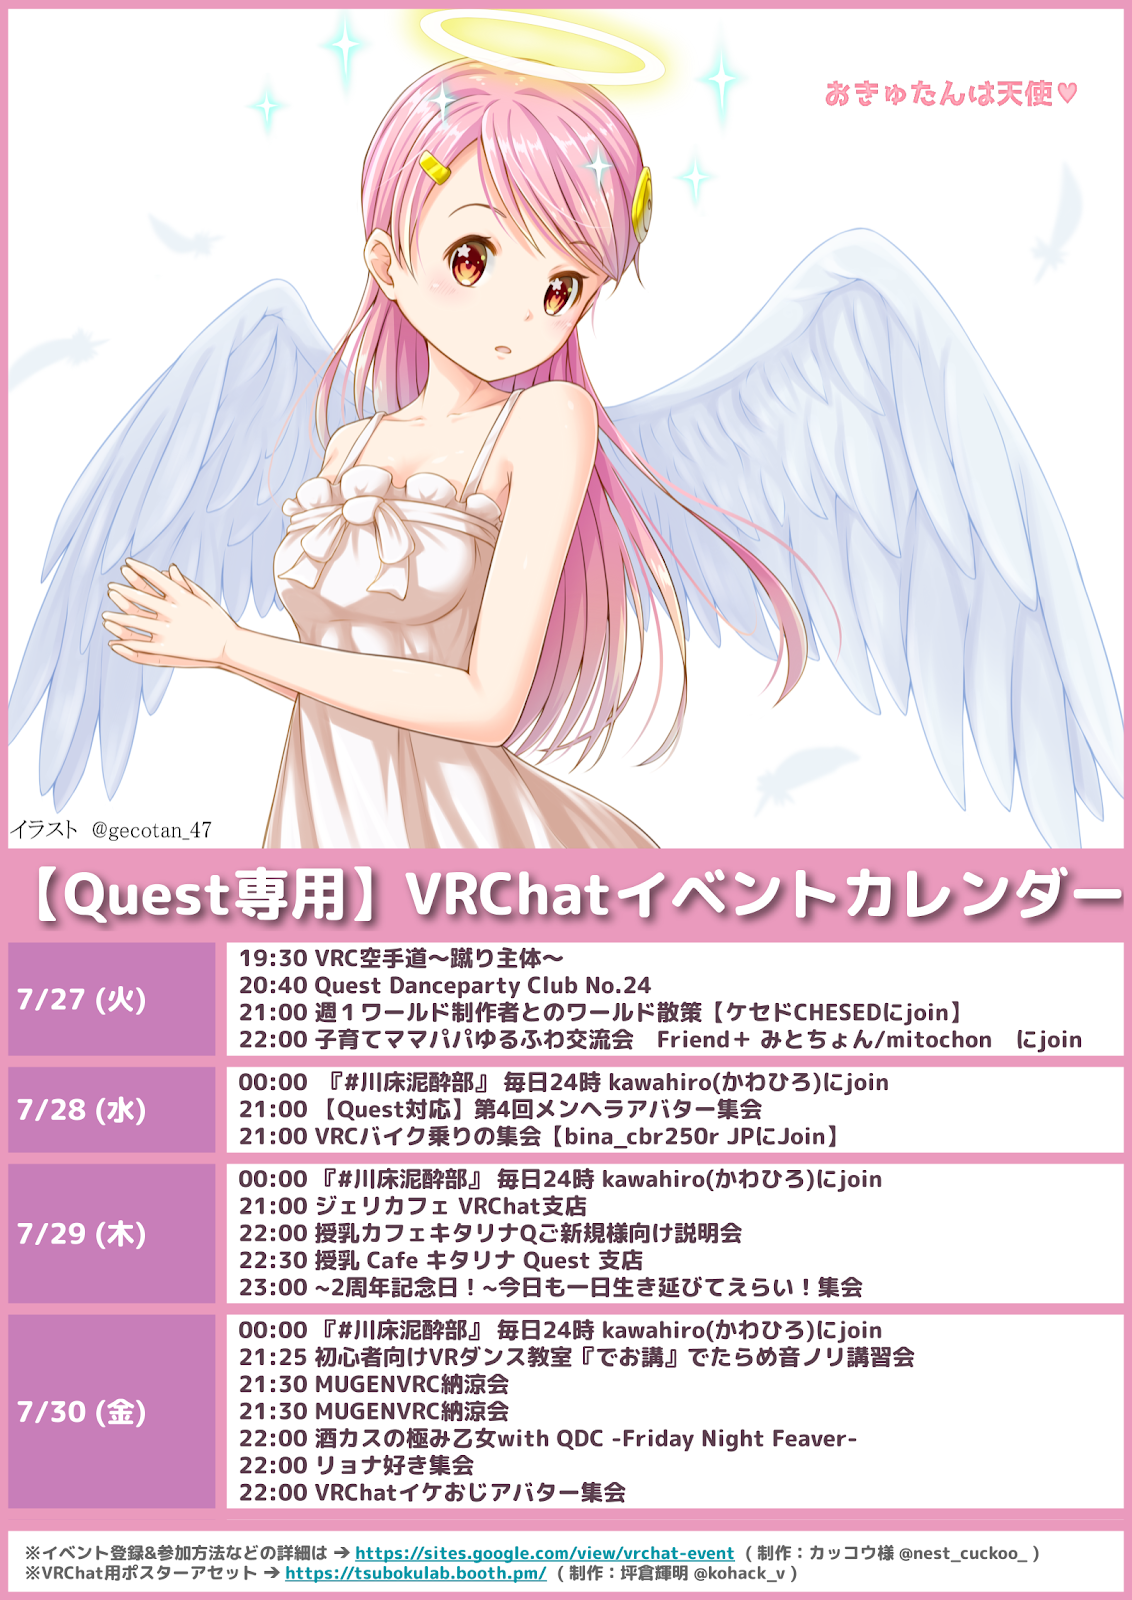 おきゅたんは天使♥
イラスト @gecotan_47
【Quest専用】VRChatイベントカレンダー
7/27 (火)
19:30 VRC空手道～蹴り主体～
20:40 Quest Danceparty Club No.24
21:00 週１ワールド制作者とのワールド散策【ケセドCHESEDにjoin】
22:00 子育てママパパゆるふわ交流会　Friend＋ みとちょん/mitochon　にjoin
7/28 (水)
00:00 『#川床泥酔部』 毎日24時 kawahiro(かわひろ)にjoin
21:00 【Quest対応】第4回メンヘラアバター集会
21:00 VRCバイク乗りの集会【bina_cbr250r JPにJoin】
7/29 (木)
00:00 『#川床泥酔部』 毎日24時 kawahiro(かわひろ)にjoin
21:00 ジェリカフェ VRChat支店
22:00 授乳カフェキタリナQご新規様向け説明会
22:30 授乳 Cafe キタリナ Quest 支店
23:00 ~2周年記念日！~今日も一日生き延びてえらい！集会
7/30 (金)
00:00 『#川床泥酔部』 毎日24時 kawahiro(かわひろ)にjoin
21:25 初心者向けVRダンス教室『でお講』でたらめ音ノリ講習会
21:30 MUGENVRC納涼会
21:30 MUGENVRC納涼会
22:00 酒カスの極み乙女with QDC -Friday Night Feaver-
22:00 リョナ好き集会
22:00 VRChatイケおじアバター集会
※イベント登録&参加方法などの詳細は → https://sites.google.com/view/vrchat-event ( 制作：カッコウ様 @nest_cuckoo_ )
※VRChat用ポスターアセット → https://tsubokulab.booth.pm/ ( 制作：坪倉輝明 @kohack_v )